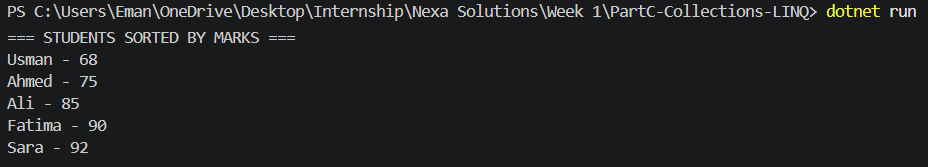 PS C:\Users\Eman\OneDrive\Desktop\Internship\Nexa Solutions\Week 1\PartC-Collections-LINQ> dotnet run
=== STUDENTS SORTED BY MARKS ===
Usman - 68
Ahmed - 75
Ali - 85
Fatima - 90
Sara - 92